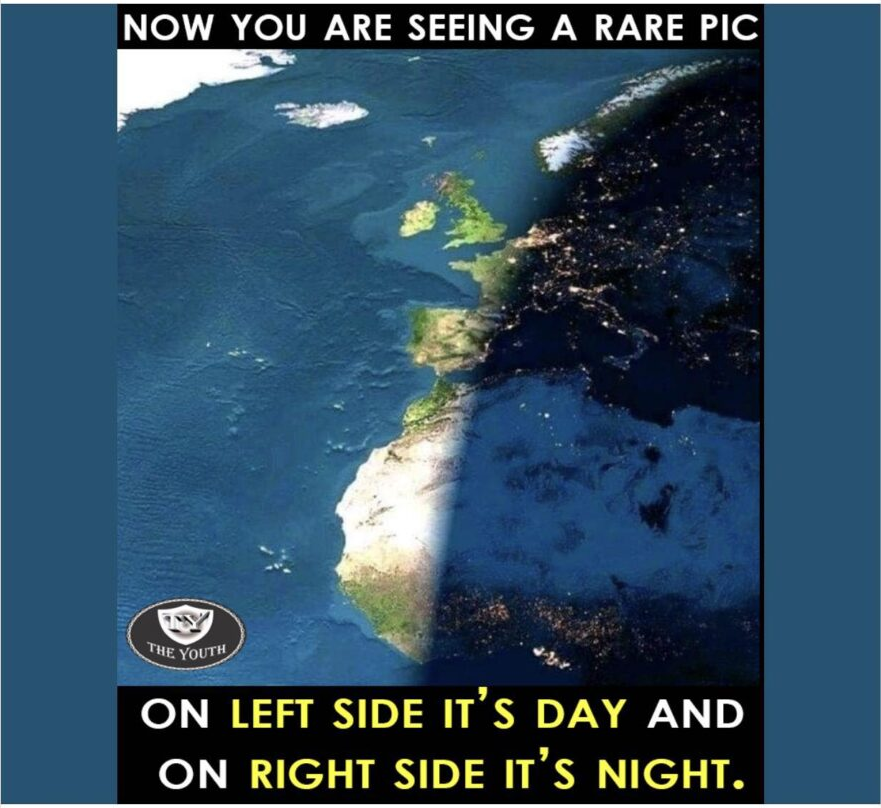 NOW YOU ARE SEEING A RARE PIC
TY
THE YOUTH
ON LEFT SIDE IT'S DAY AND
ON RIGHT SIDE IT'S NIGHT.